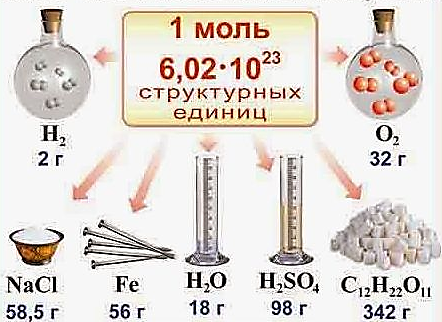 1 моль
6,02·10²³
структурных
единиц
H₂
2 г
O₂
32 г
NaCl
58,5 г
Fe
56 г
H₂O
18 г
H₂SO₄
98 г
C₁₂H₂₂O₁₁
342 г